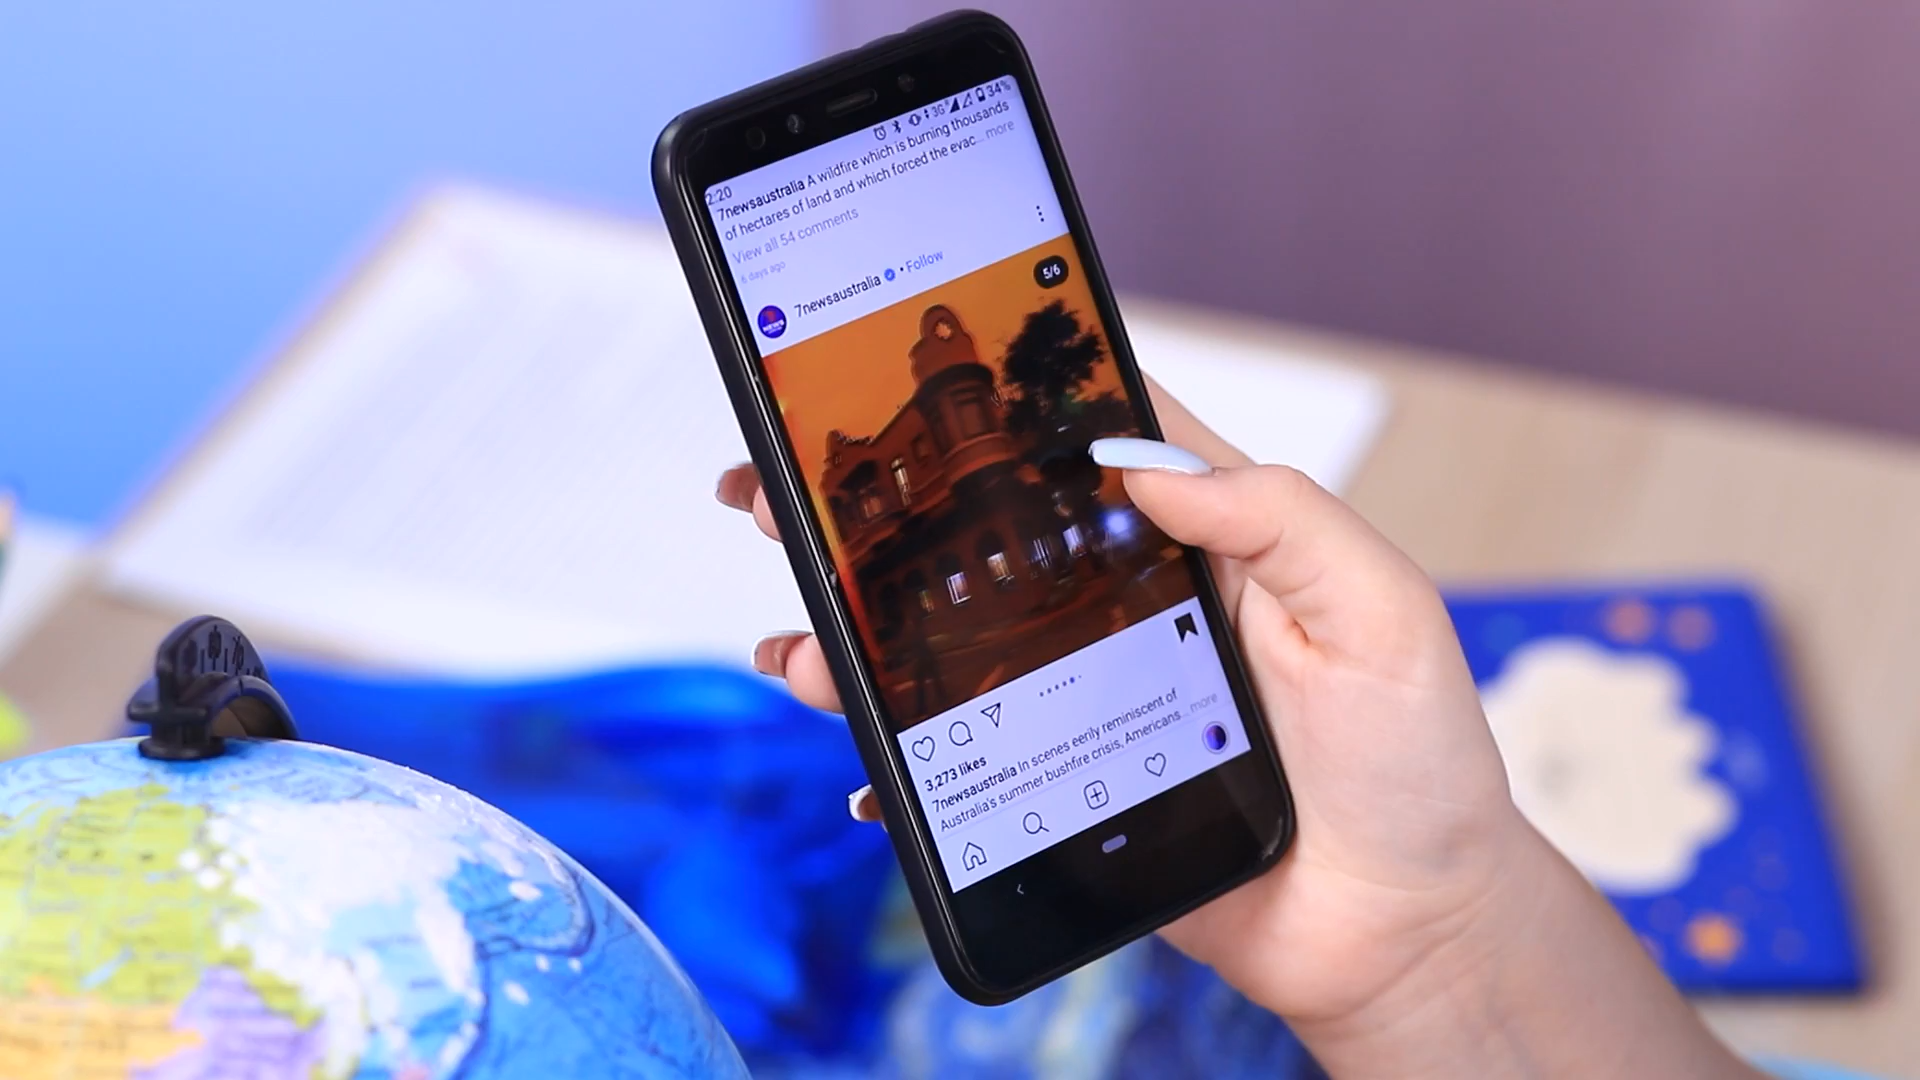 2:20 3G 34%
7newsaustralia A wildfire which is burning thousands
of hectares of land and which forced the evac... more
View all 54 comments
6 days ago
7newsaustralia • Follow
NEWS
5/6
3,273 likes
7newsaustralia In scenes eerily reminiscent of
Australia's summer bushfire crisis, Americans... more